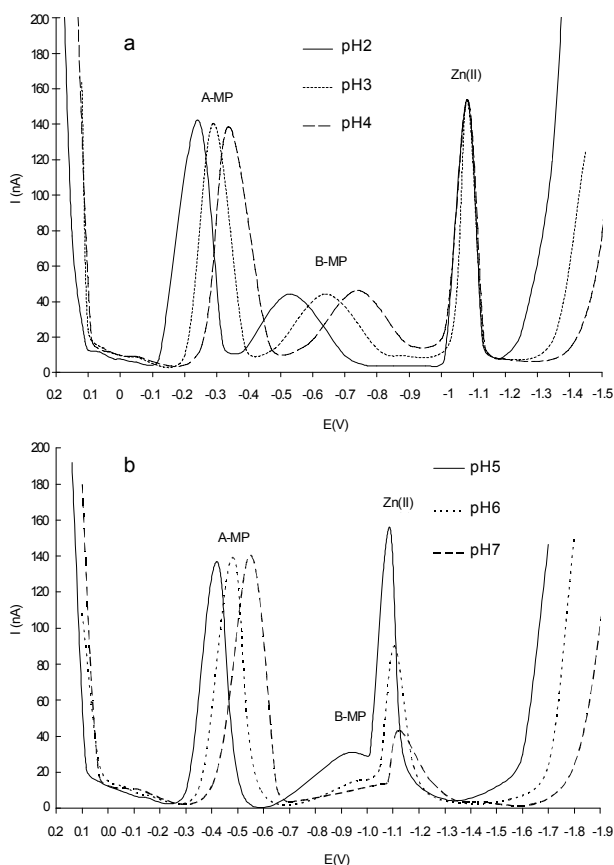 200
180
160
140
120
100
80
60
40
20
0
I (nA)
a
A-MP
B-MP
Zn(II)
pH2
pH3
pH4
0.2 0.1 0 -0.1 -0.2 -0.3 -0.4 -0.5 -0.6 -0.7 -0.8 -0.9 -1 -1.1 -1.2 -1.3 -1.4 -1.5
E(V)
200
180
160
140
120
100
80
60
40
20
0
I (nA)
b
A-MP
B-MP
Zn(II)
pH5
pH6
pH7
0.2 0.1 0.0 -0.1 -0.2 -0.3 -0.4 -0.5 -0.6 -0.7 -0.8 -0.9 -1.0 -1.1 -1.2 -1.3 -1.4 -1.5 -1.6 -1.7 -1.8 -1.9
E(V)